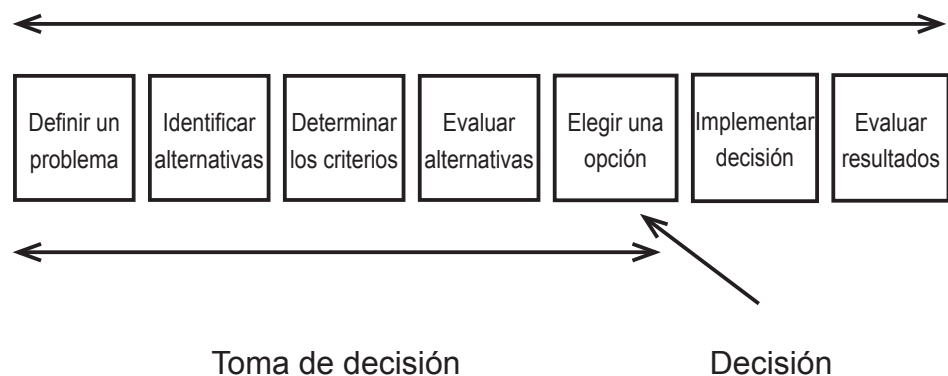 Definir un
problema
Identificar
alternativas
Determinar
los criterios
Evaluar
alternativas
Elegir una
opción
Implementar
decisión
Evaluar
resultados
Toma de decisión
Decisión